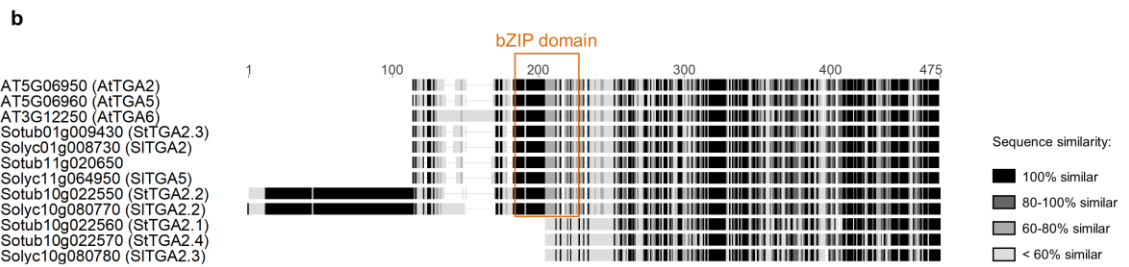 b
bZIP domain
1 100 200 300 400 475
AT5G06950 (AtTGA2)
AT5G06960 (AtTGA5)
AT3G12250 (AtTGA6)
Sotub01g009430 (StTGA2.3)
Solyc01g008730 (SlTGA2)
Sotub11g020650
Solyc11g064950 (SlTGA5)
Sotub10g022550 (StTGA2.2)
Solyc10g080770 (SlTGA2.2)
Sotub10g022560 (StTGA2.1)
Sotub10g022570 (StTGA2.4)
Solyc10g080780 (SlTGA2.3)
Sequence similarity:
100% similar
80-100% similar
60-80% similar
< 60% similar